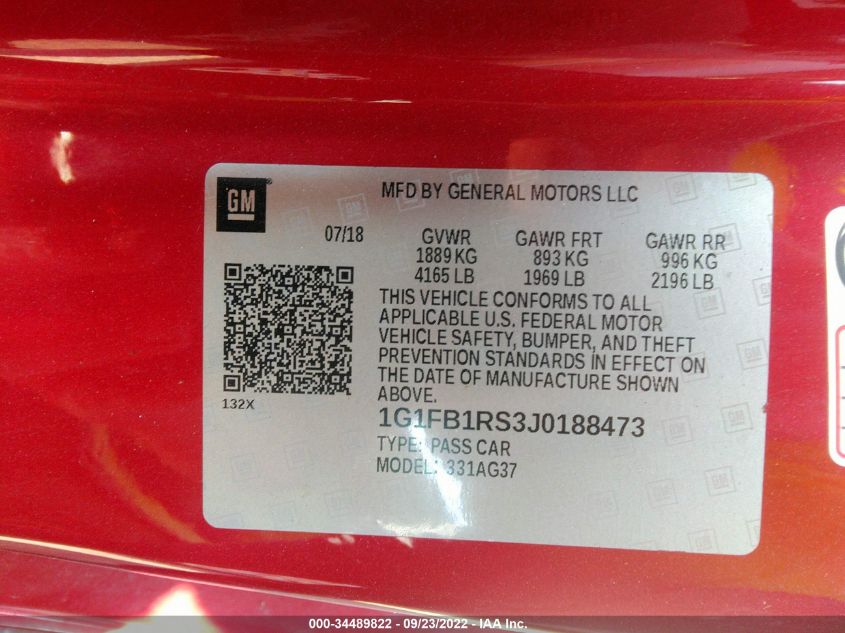 GM
MFD BY GENERAL MOTORS LLC
07/18 GVWR GAWR FRT GAWR RR
1889 KG 893 KG 996 KG
4165 LB 1969 LB 2196 LB
THIS VEHICLE CONFORMS TO ALL
APPLICABLE U.S. FEDERAL MOTOR
VEHICLE SAFETY, BUMPER, AND THEFT
PREVENTION STANDARDS IN EFFECT ON
THE DATE OF MANUFACTURE SHOWN
ABOVE.
132X
1G1FB1RS3J0188473
TYPE: PASS CAR
MODEL: 331AG37
000-34489822 - 09/23/2022 - IAA Inc.